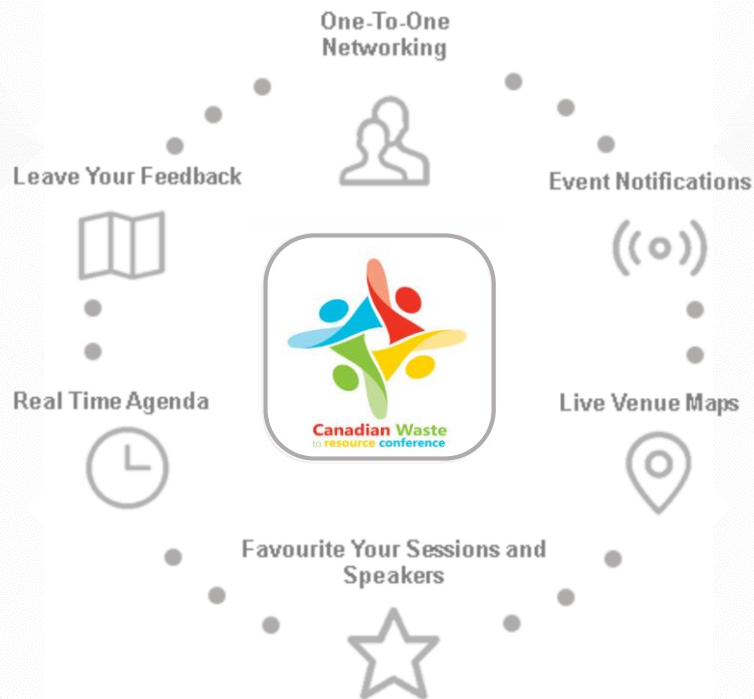 One-To-One
Networking
Leave Your Feedback
Event Notifications
Canadian Waste
to resource conference
Real Time Agenda
Live Venue Maps
Favourite Your Sessions and
Speakers